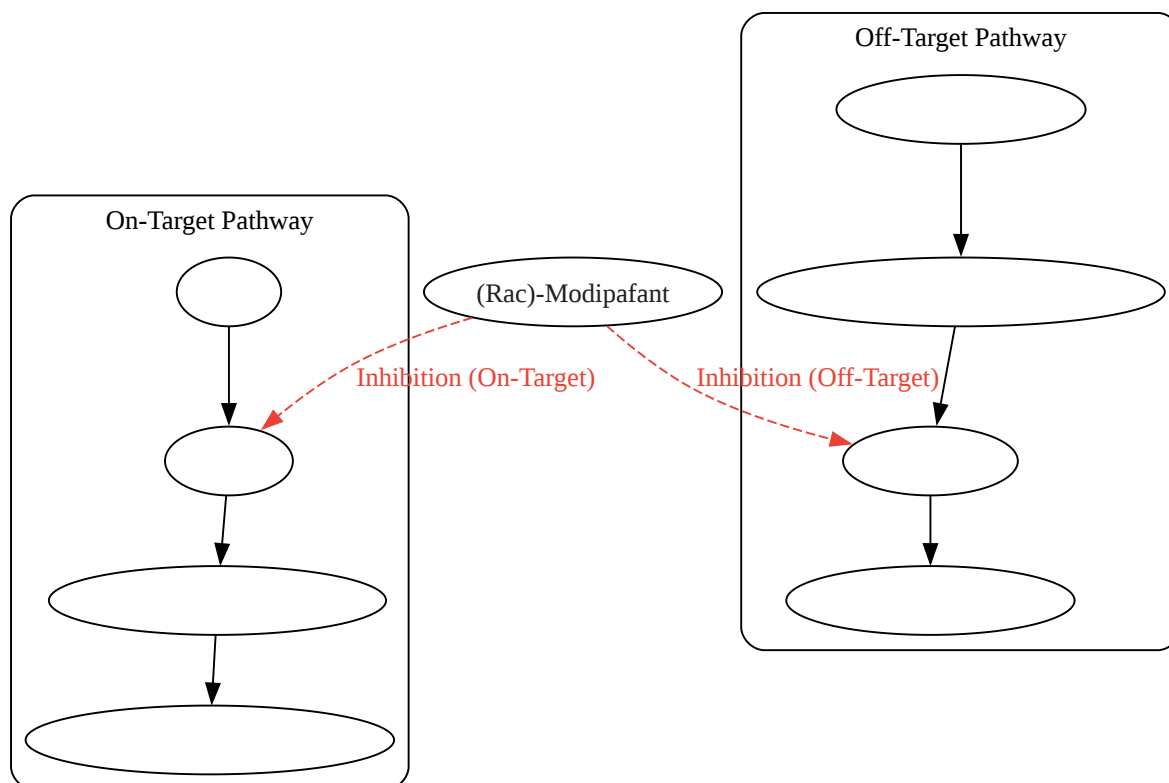 Off-Target Pathway
On-Target Pathway
(Rac)-Modipafant
Inhibition (On-Target)
Inhibition (Off-Target)